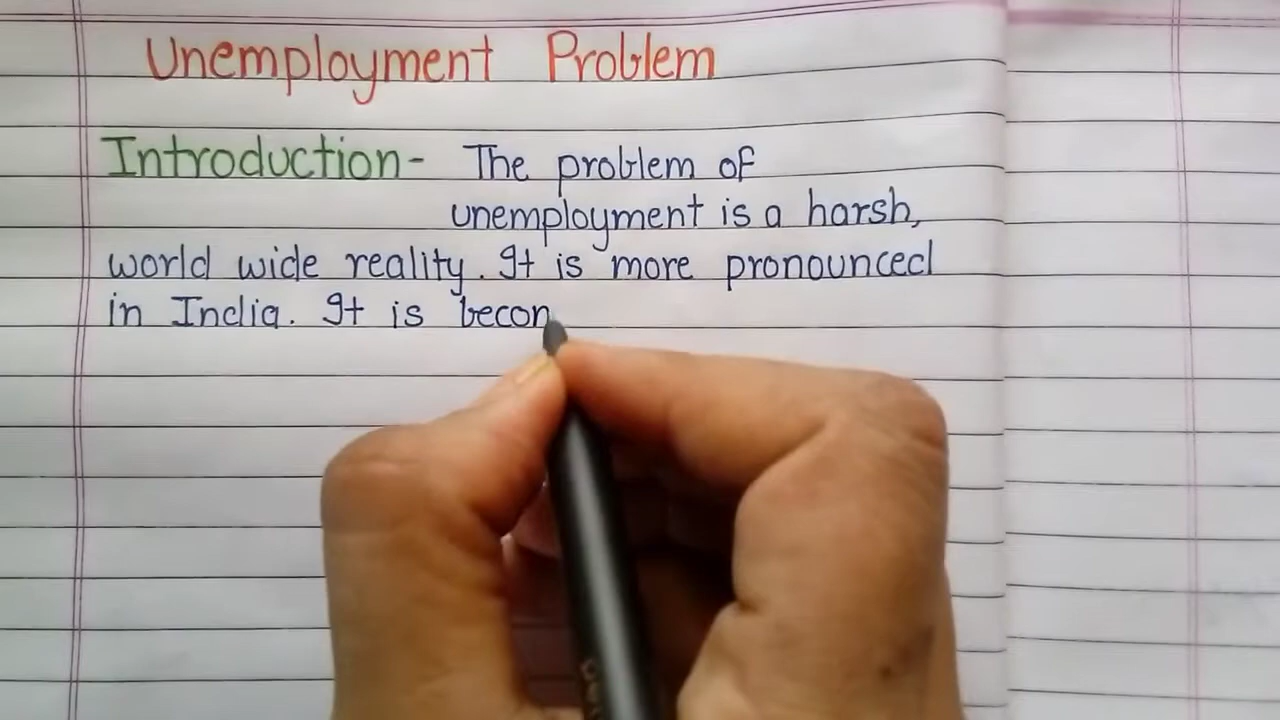 Unemployment Problem
Introduction- The problem of
unemployment is a harsh,
world wide reality. It is more pronounced
in India. It is becon